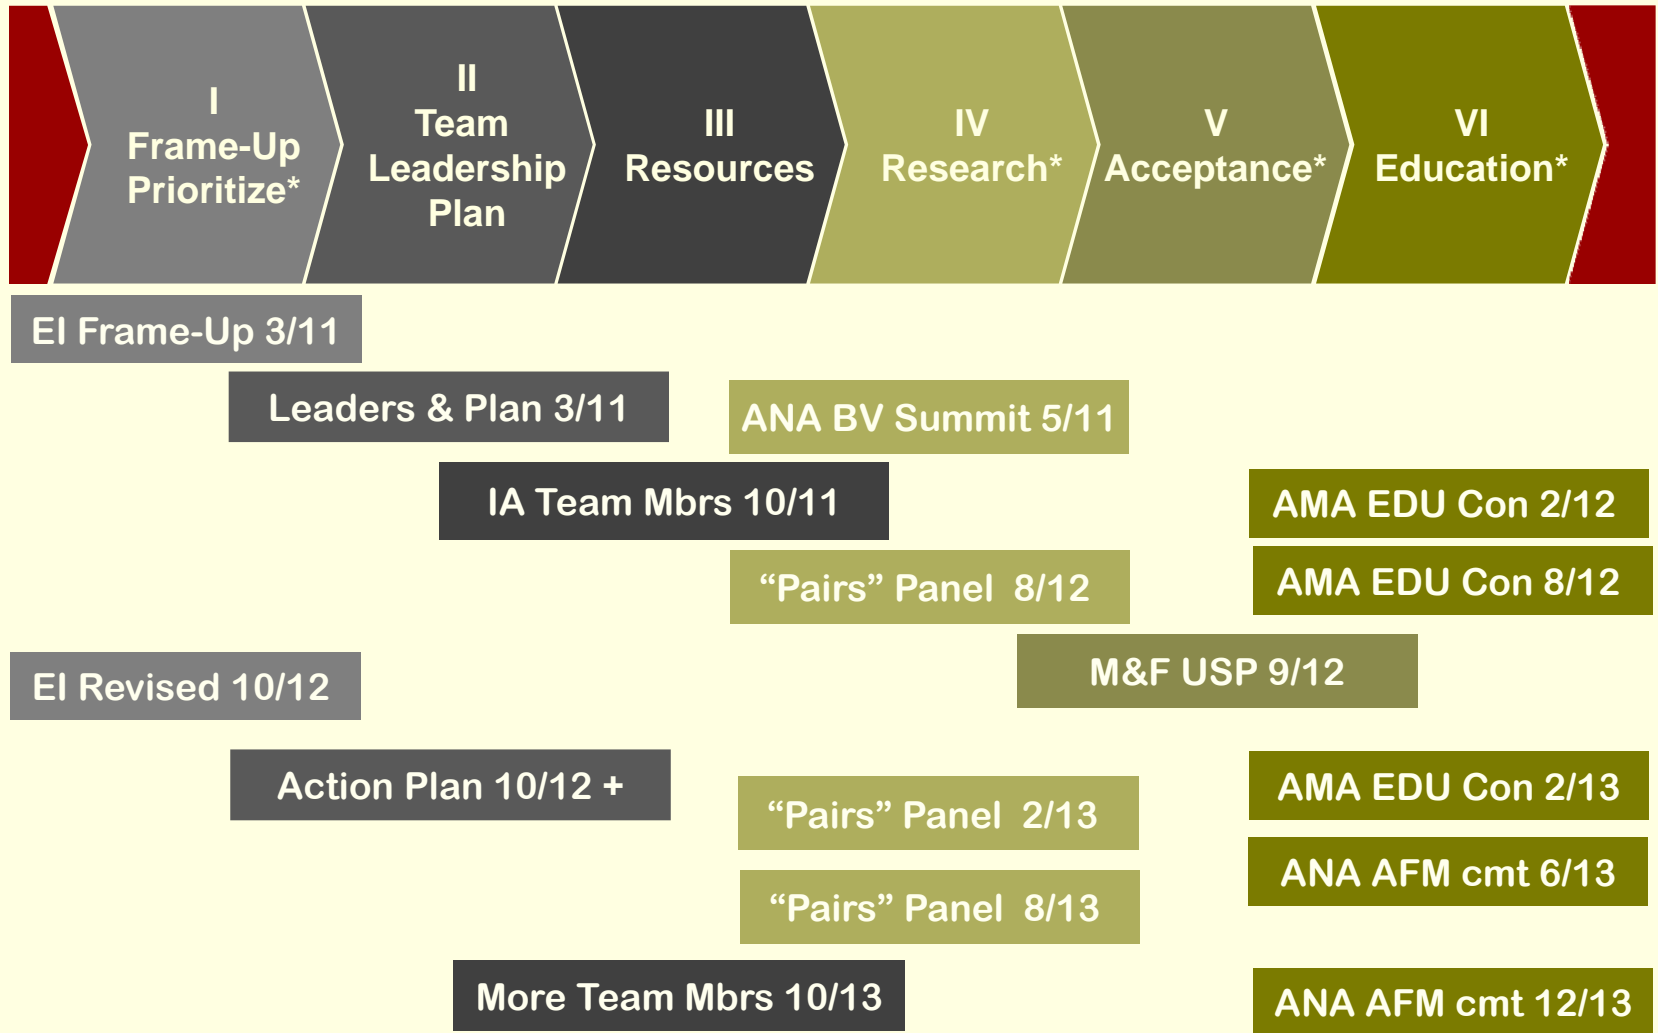 I
Frame-Up
Prioritize*
II
Team
Leadership
Plan
III
Resources
IV
Research*
V
Acceptance*
VI
Education*
EI Frame-Up 3/11
Leaders & Plan 3/11
ANA BV Summit 5/11
IA Team Mbrs 10/11
AMA EDU Con 2/12
“Pairs” Panel 8/12
AMA EDU Con 8/12
M&F USP 9/12
EI Revised 10/12
Action Plan 10/12 +
AMA EDU Con 2/13
“Pairs” Panel 2/13
ANA AFM cmt 6/13
“Pairs” Panel 8/13
More Team Mbrs 10/13
ANA AFM cmt 12/13